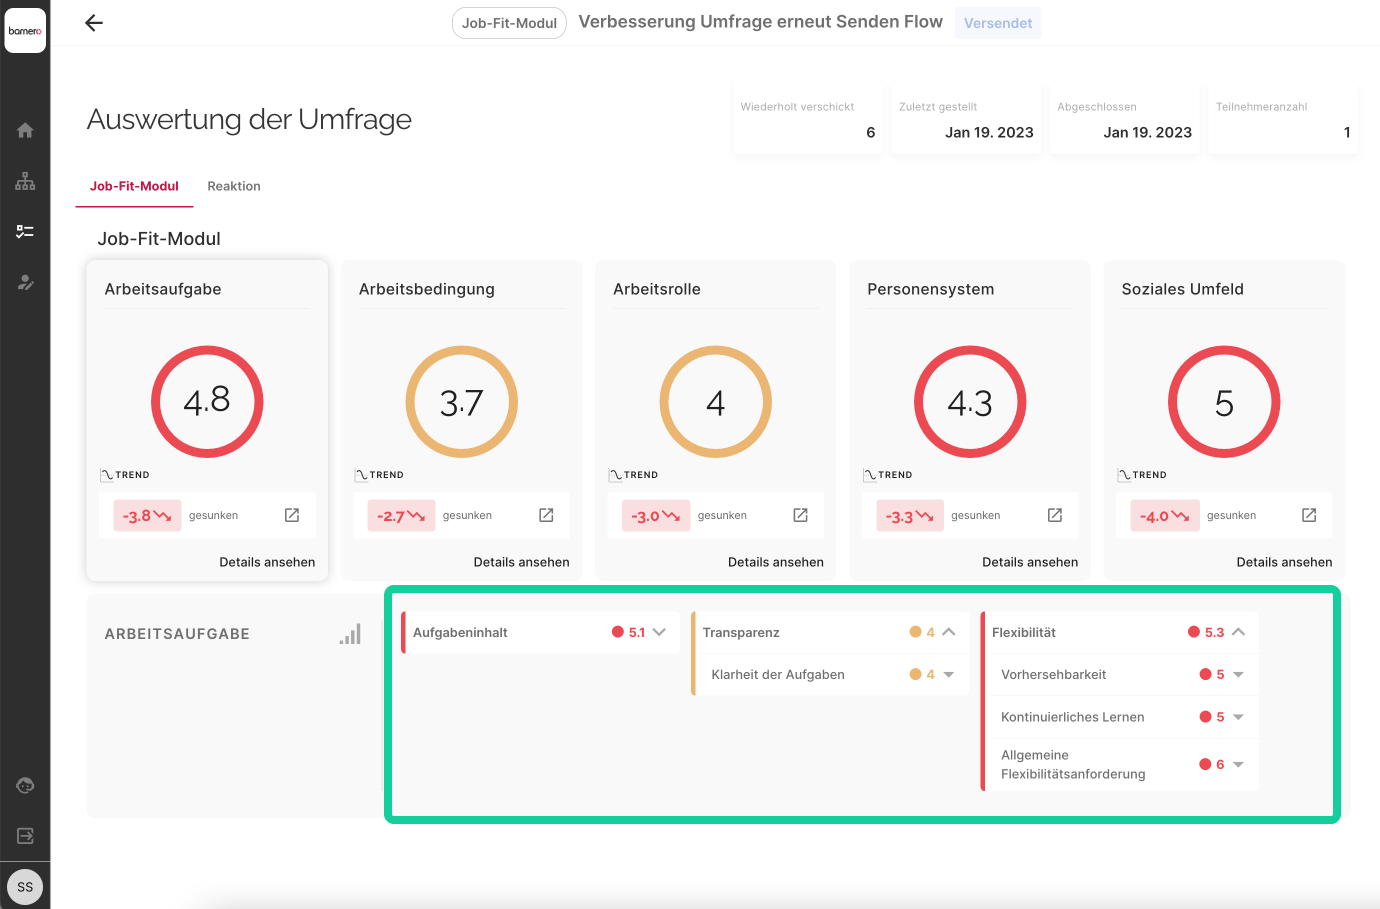 bamero
Job-Fit-Modul
Verbesserung Umfrage erneut Senden Flow
Versendet
Auswertung der Umfrage
Wiederholt verschickt
6
Zuletzt gestellt
Jan 19. 2023
Abgeschlossen
Jan 19. 2023
Teilnehmeranzahl
1
Job-Fit-Modul
Reaktion
Job-Fit-Modul
Arbeitsaufgabe
4.8
TREND
-3.8
gesunken
Details ansehen
Arbeitsbedingung
3.7
TREND
-2.7
gesunken
Details ansehen
Arbeitsrolle
4
TREND
-3.0
gesunken
Details ansehen
Personensystem
4.3
TREND
-3.3
gesunken
Details ansehen
Soziales Umfeld
5
TREND
-4.0
gesunken
Details ansehen
ARBEITSAUFGABE
Aufgabeninhalt
5.1
Transparenz
4
Klarheit der Aufgaben
4
Flexibilität
5.3
Vorhersehbarkeit
5
Kontinuierliches Lernen
5
Allgemeine
Flexibilitätsanforderung
6
SS